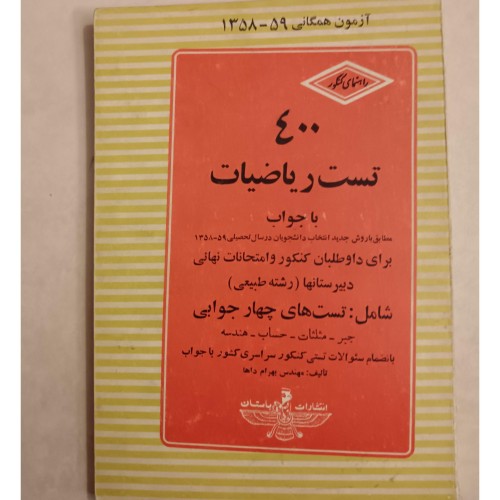 آزمون همگانی ۵۹-۱۳۵۸
راهنمای کنکور
۴۰۰
تست ریاضیات
با جواب
مطابق با روش جدید انتخاب دانشجویان در سال تحصیلی ۵۹-۱۳۵۸
برای داوطلبان کنکور و امتحانات نهائی
دبیرستانها (رشته طبیعی)
شامل: تست های چهار جوابی
جبر - مثلثات - حساب - هندسه
بانضمام سئوالات تستی کنکور سراسری کشور با جواب
تالیف: مهندس بهرام داها
انتشارات باستان